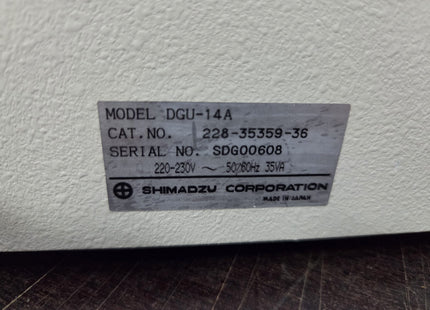 MODEL DGU-14A
CAT.NO. 228-35359-36
SERIAL NO. SDG00608
220-230V ~ 50/60Hz 35VA
SHIMADZU CORPORATION
MADE IN JAPAN